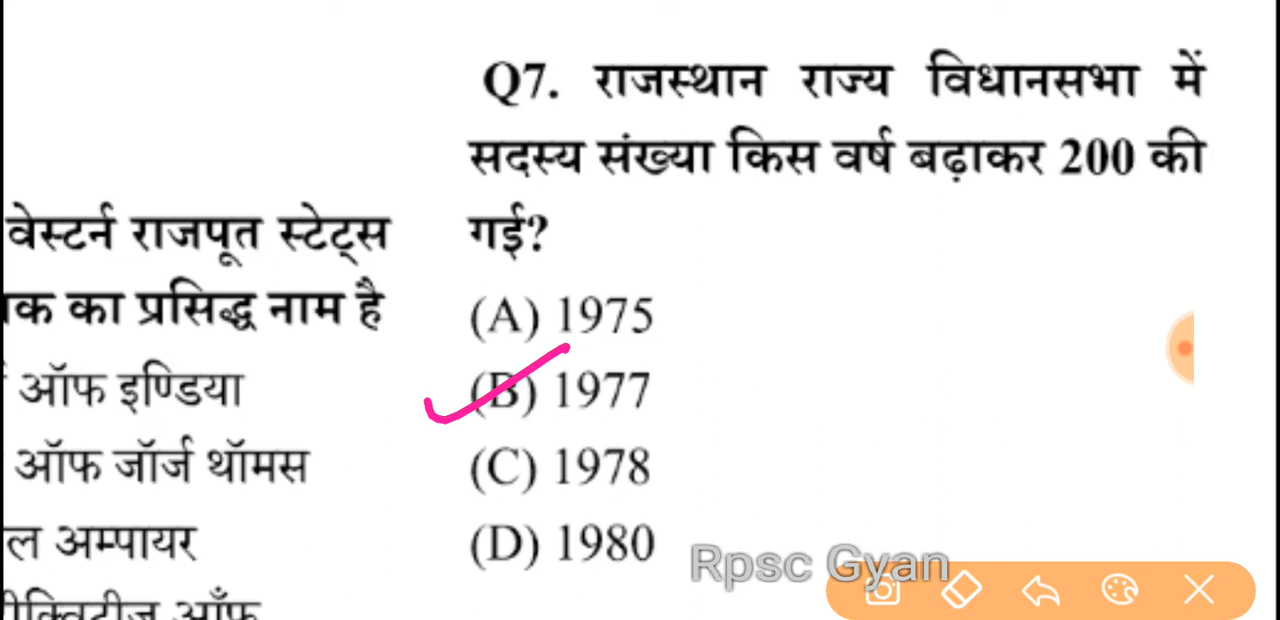 वेस्टर्न राजपूत स्टेट्स
क का प्रसिद्ध नाम है
ऑफ इण्डिया
ऑफ जॉर्ज थॉमस
ल अम्पायर
Q7. राजस्थान राज्य विधानसभा में
सदस्य संख्या किस वर्ष बढ़ाकर 200 की
गई?
(A) 1975
(B) 1977
(C) 1978
(D) 1980
Rpsc Gyan